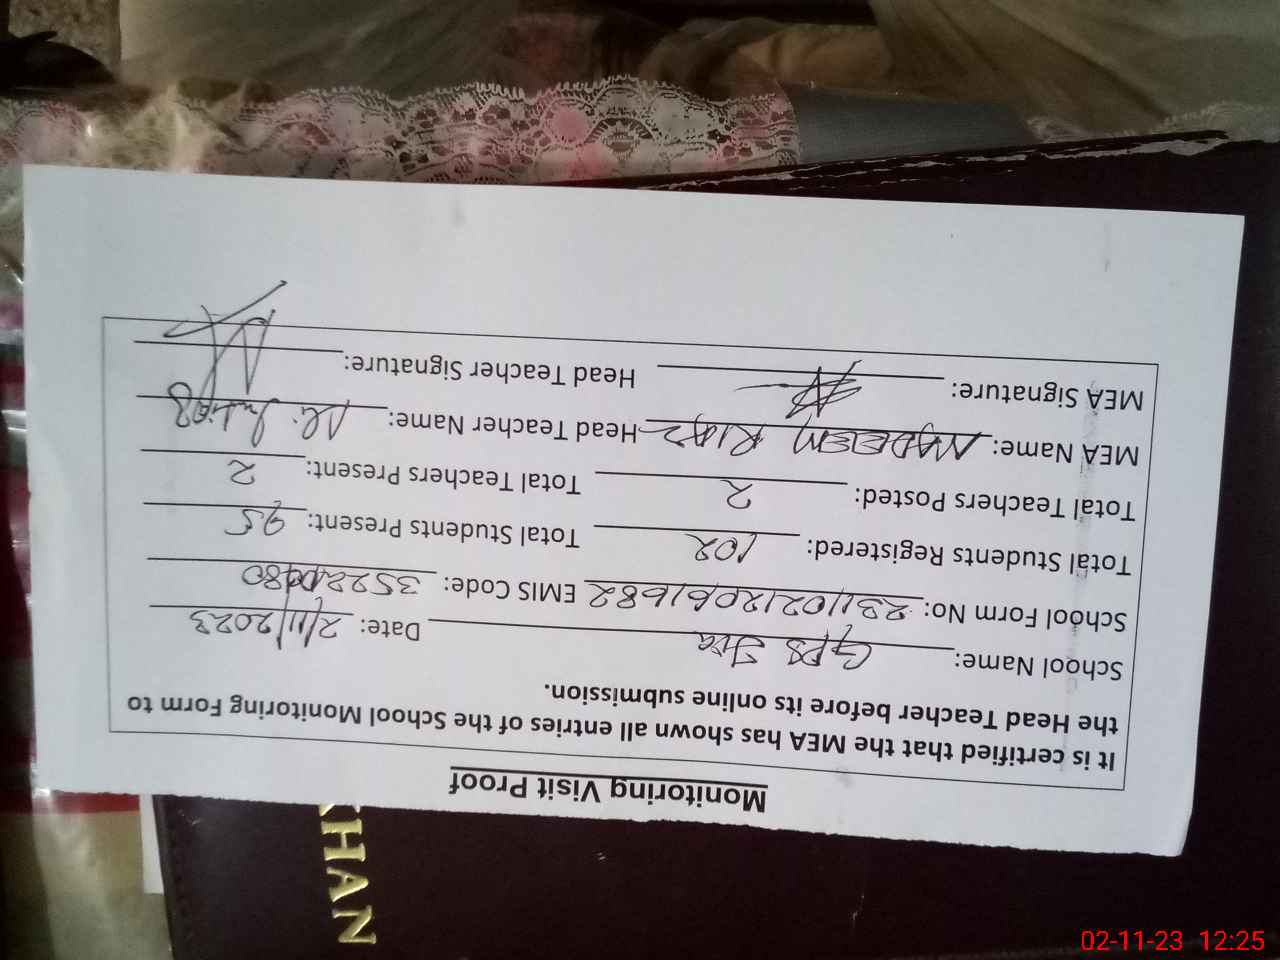 Monitoring Visit Proof
It is certified that the MEA has shown all entries of the School Monitoring Form to
the Head Teacher before its online submission.
School Name: GPS Date: 2/11/2023
School Form No: 23110212061682 EMIS Code:
Total Students Registered: 102 Total Students Present: 95
Total Teachers Posted: 2 Total Teachers Present: 2
MEA Name: NADEEM RIAZ Head Teacher Name: Ali
MEA Signature: Head Teacher Signature:
KHAN
02-11-23 12:25